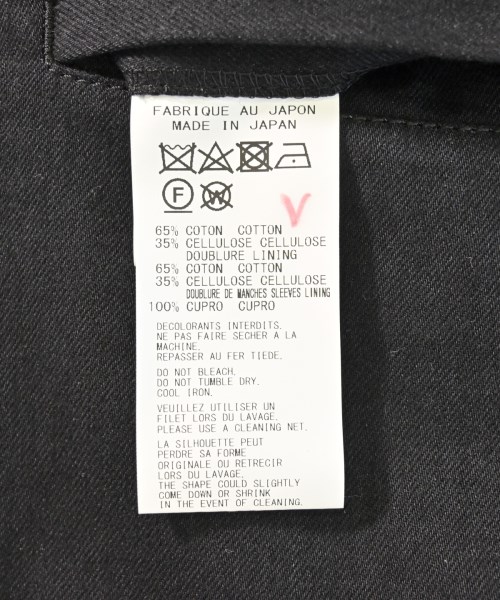 FABRIQUE AU JAPON
MADE IN JAPAN
F W
V
65% COTON COTTON
35% CELLULOSE CELLULOSE
DOUBLURE LINING
65% COTON COTTON
35% CELLULOSE CELLULOSE
DOUBLURE DE MANCHES SLEEVES LINING
100% CUPRO CUPRO
DECOLORANTS INTERDITS.
NE PAS FAIRE SECHER A LA
MACHINE.
REPASSER AU FER TIEDE.
DO NOT BLEACH.
DO NOT TUMBLE DRY.
COOL IRON.
VEUILLEZ UTILISER UN
FILET LORS DU LAVAGE.
PLEASE USE A CLEANING NET.
LA SILHOUETTE PEUT
PERDRE SA FORME
ORIGINALE OU RETRECIR
LORS DU LAVAGE.
THE SHAPE COULD SLIGHTLY
COME DOWN OR SHRINK
IN THE EVENT OF CLEANING.